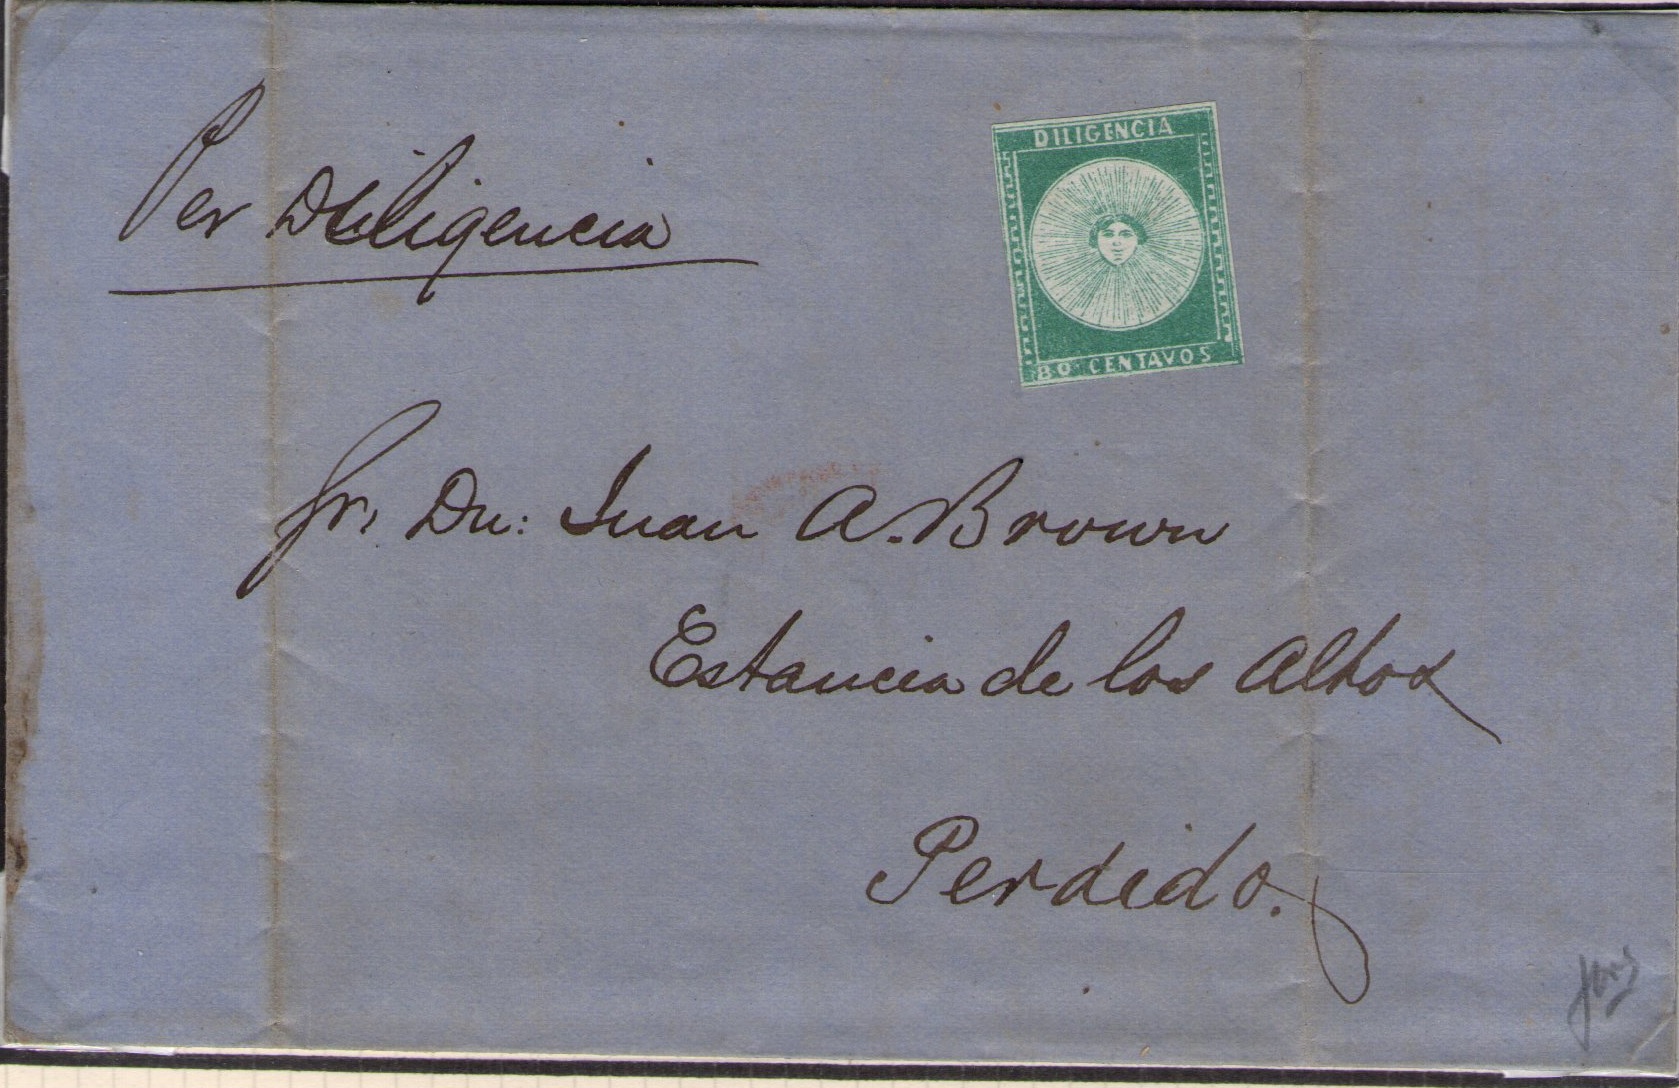 Per Diligencia
DILIGENCIA
80 CENTAVOS
Sr. Dn: Juan A. Brown
Estancia de los Altos
Perdido.